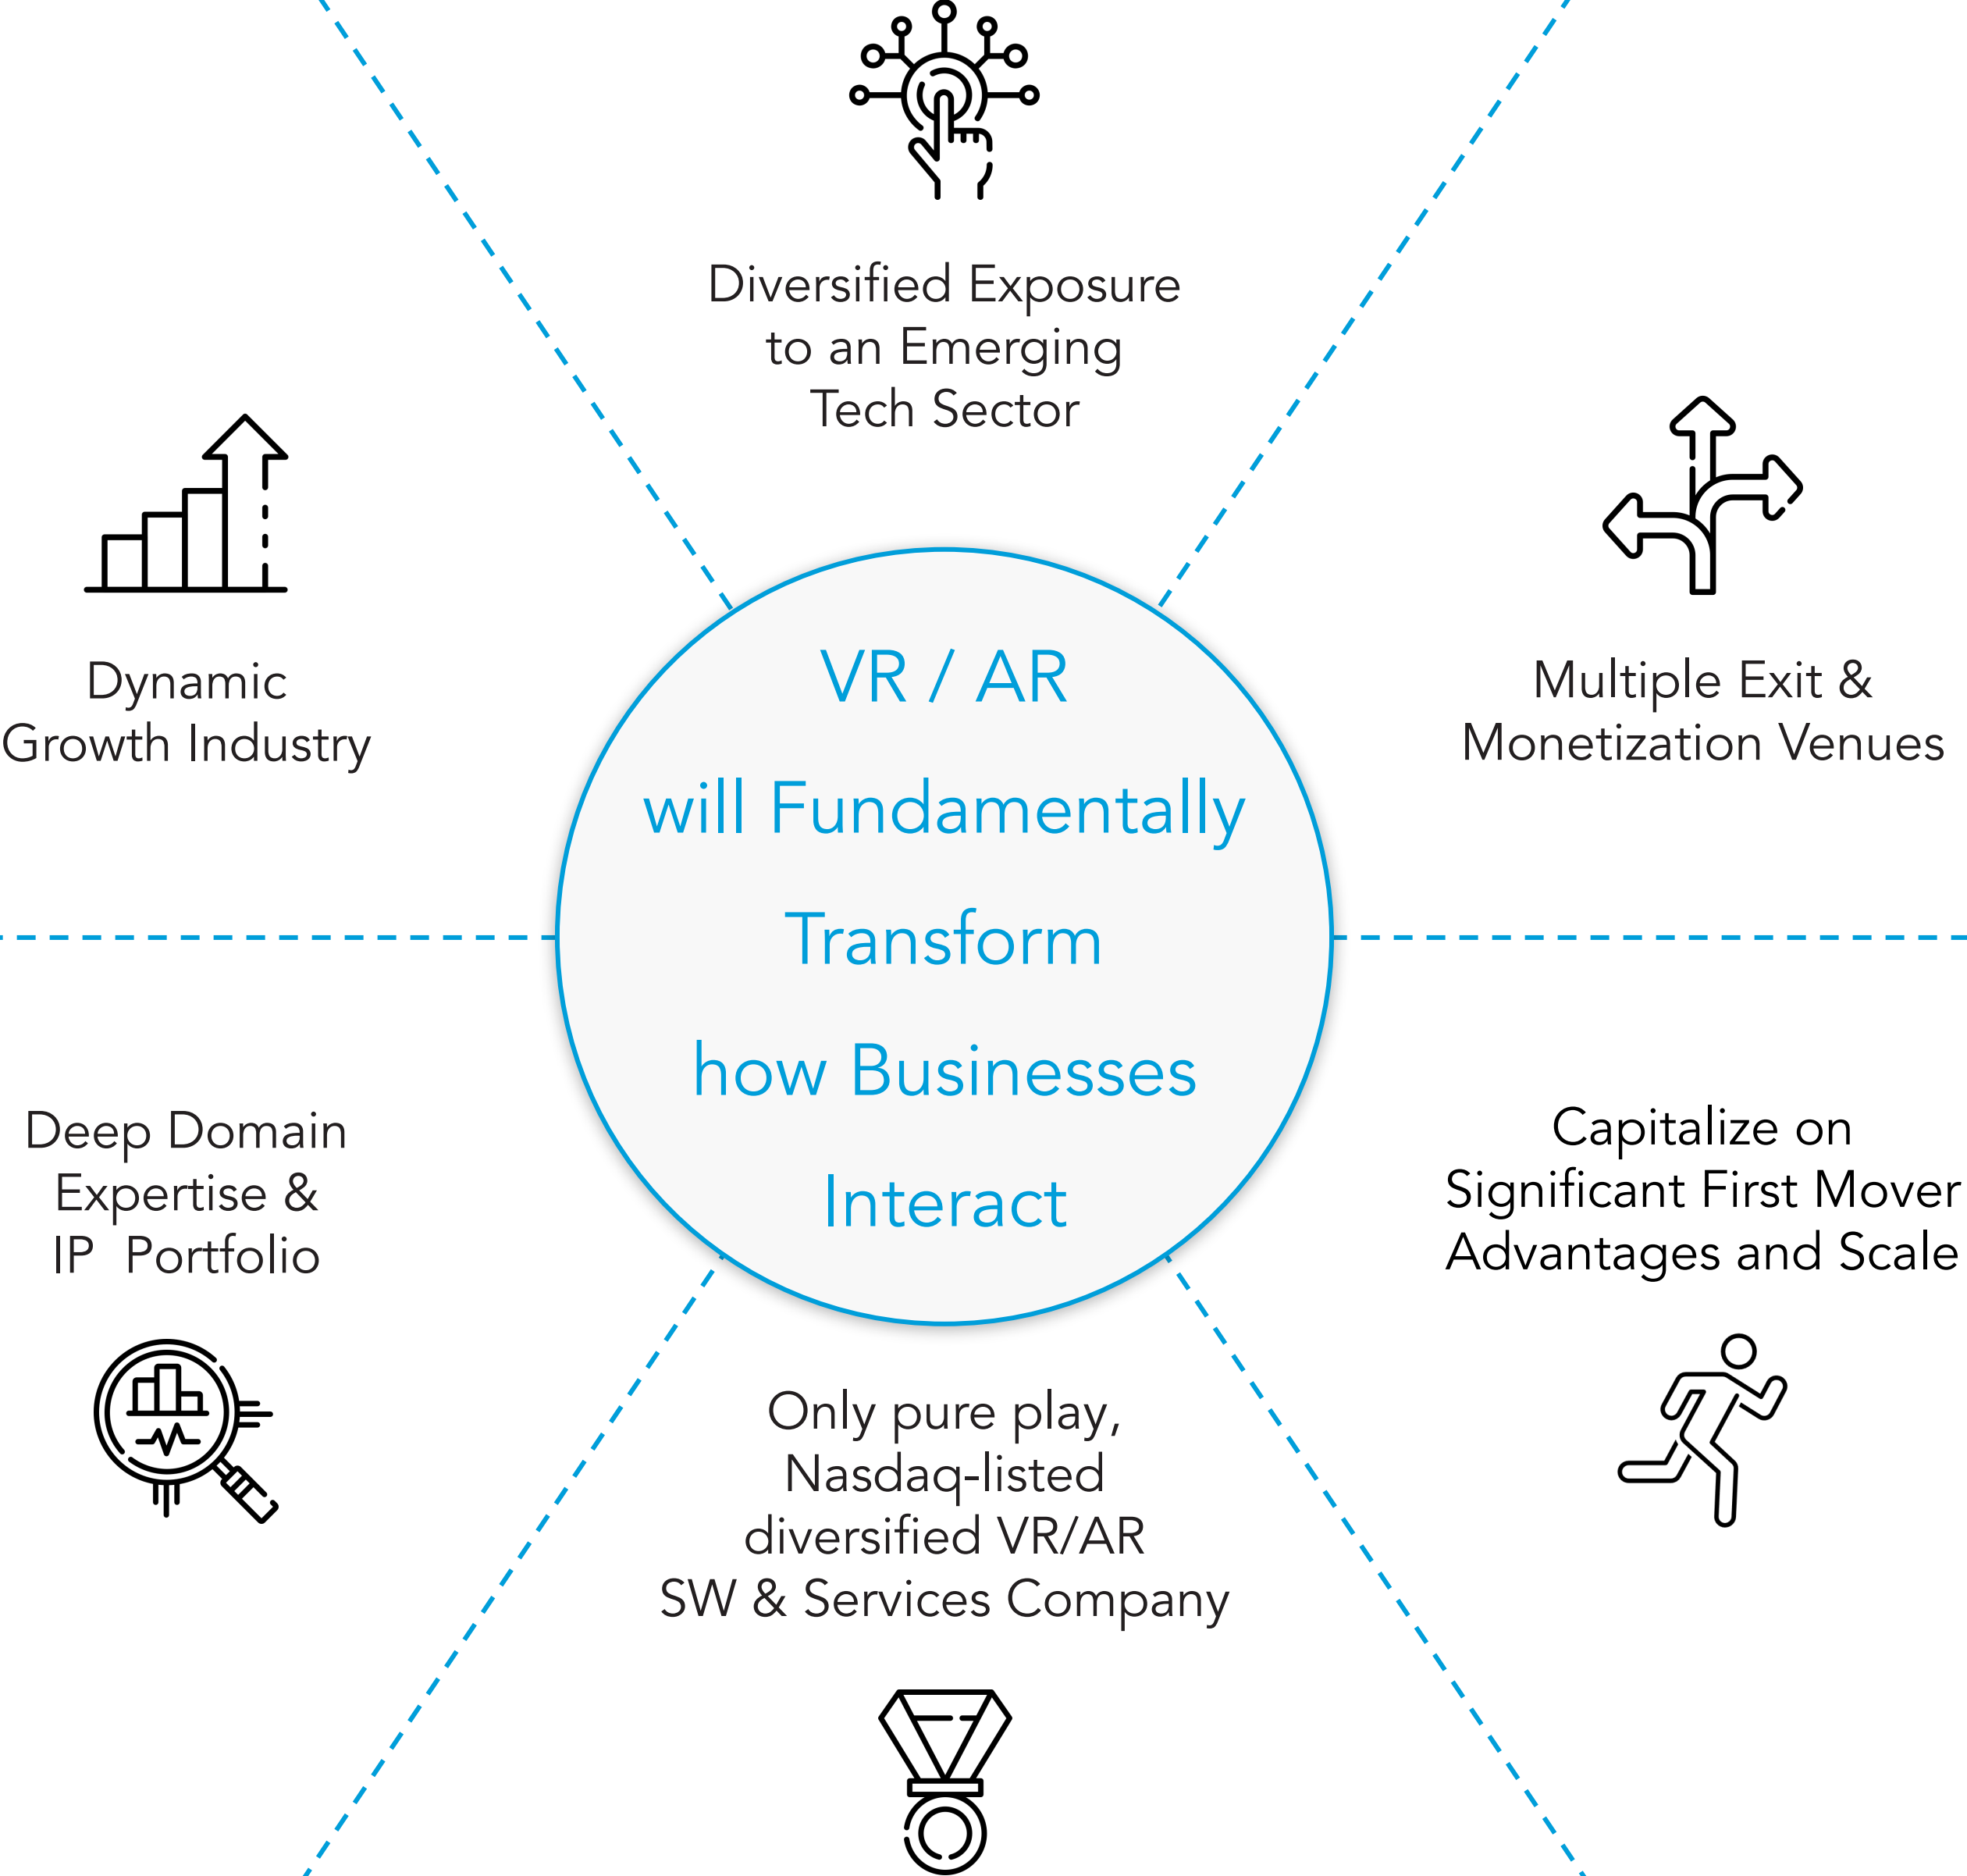 Diversified Exposure
to an Emerging
Tech Sector
Dynamic
Growth Industry
Multiple Exit &
Monetization Venues
VR / AR
will Fundamentally
Transform
how Businesses
Interact
Deep Domain
Expertise &
IP Portfolio
Capitalize on
Significant First Mover
Advantages and Scale
Only pure play,
Nasdaq-listed
diversified VR/AR
SW & Services Company